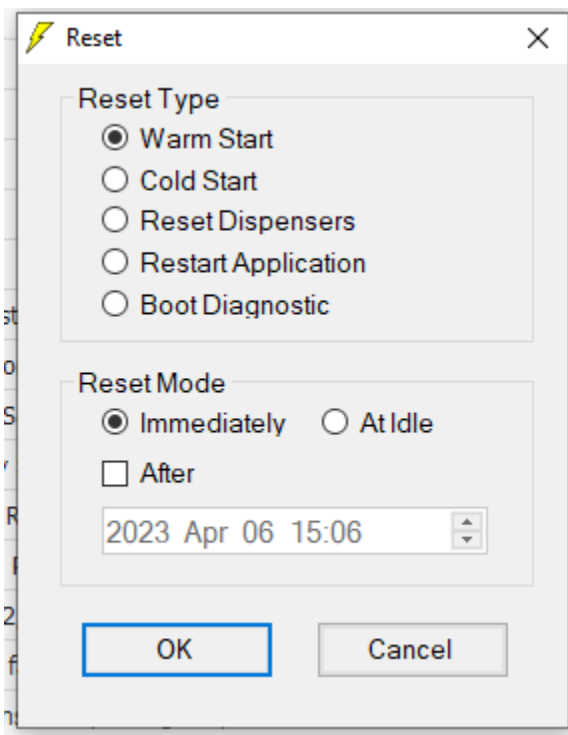 Reset
Reset Type
Warm Start
Cold Start
Reset Dispensers
Restart Application
Boot Diagnostic
Reset Mode
Immediately At Idle
After
2023 Apr 06 15:06
OK Cancel